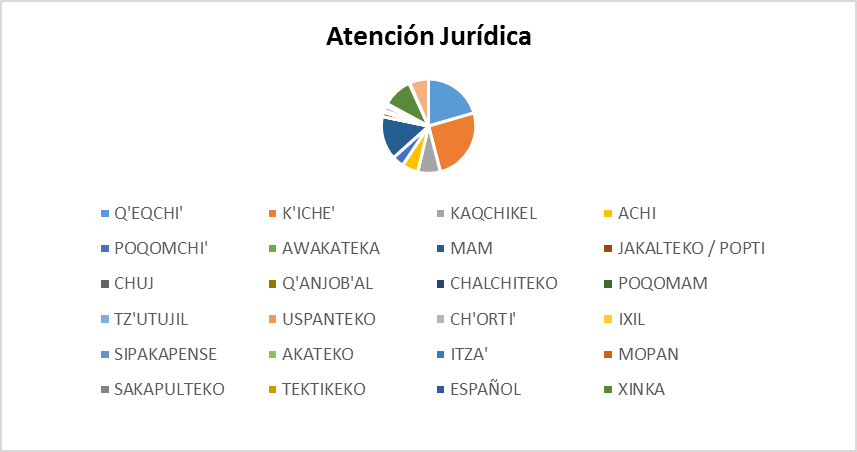 Atención Jurídica
Q'EQCHI' K'ICHE' KAQCHIKEL ACHI
POQOMCHI' AWAKATEKA MAM JAKALTEKO / POPTI
CHUJ Q'ANJOB'AL CHALCHITEKO POQOMAM
TZ'UTUJIL USPANTEKO CH'ORTI' IXIL
SIPAKAPENSE AKATEKO ITZA' MOPAN
SAKAPULTEKO TEKTIKEKO ESPAÑOL XINKA